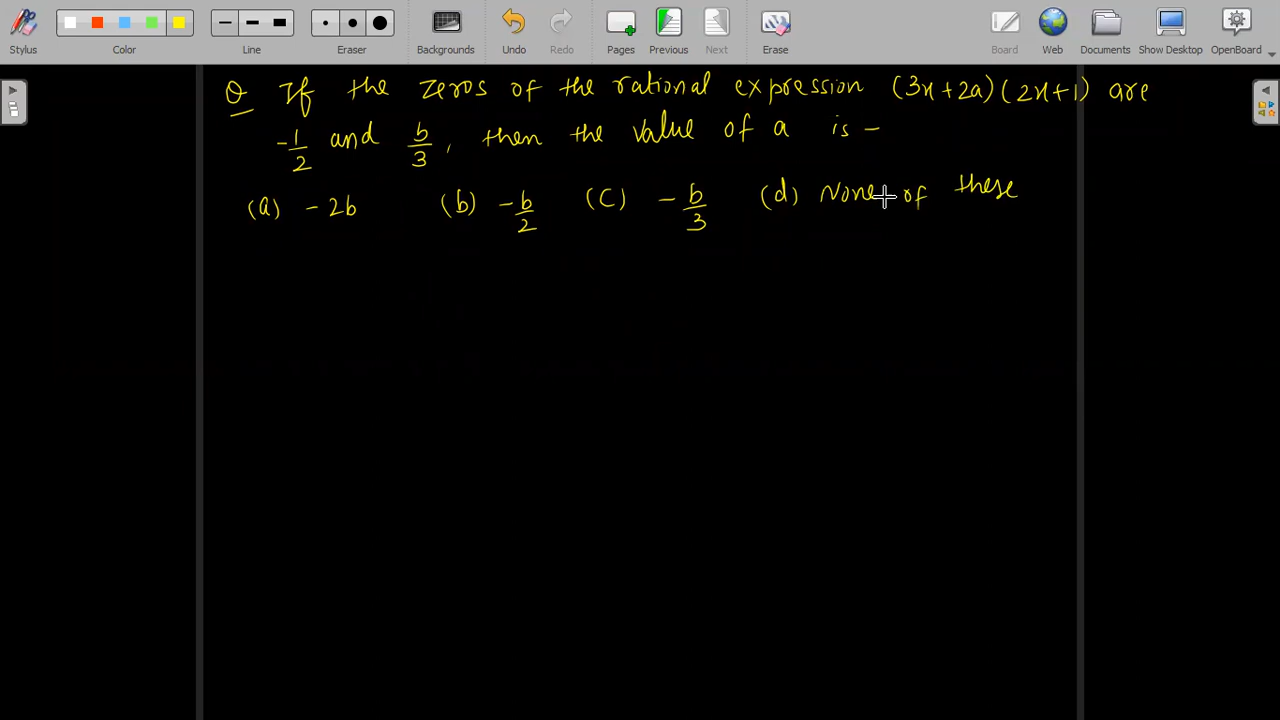 Stylus Color Line Eraser Backgrounds Undo Redo Pages Previous Next Erase Board Web Documents Show Desktop OpenBoard
Q If the zeros of the rational expression (3x+2a)(2x+1) are
-1/2 and b/3, then the value of a is -
(a) -2b (b) -b/2 (c) -b/3 (d) None of these